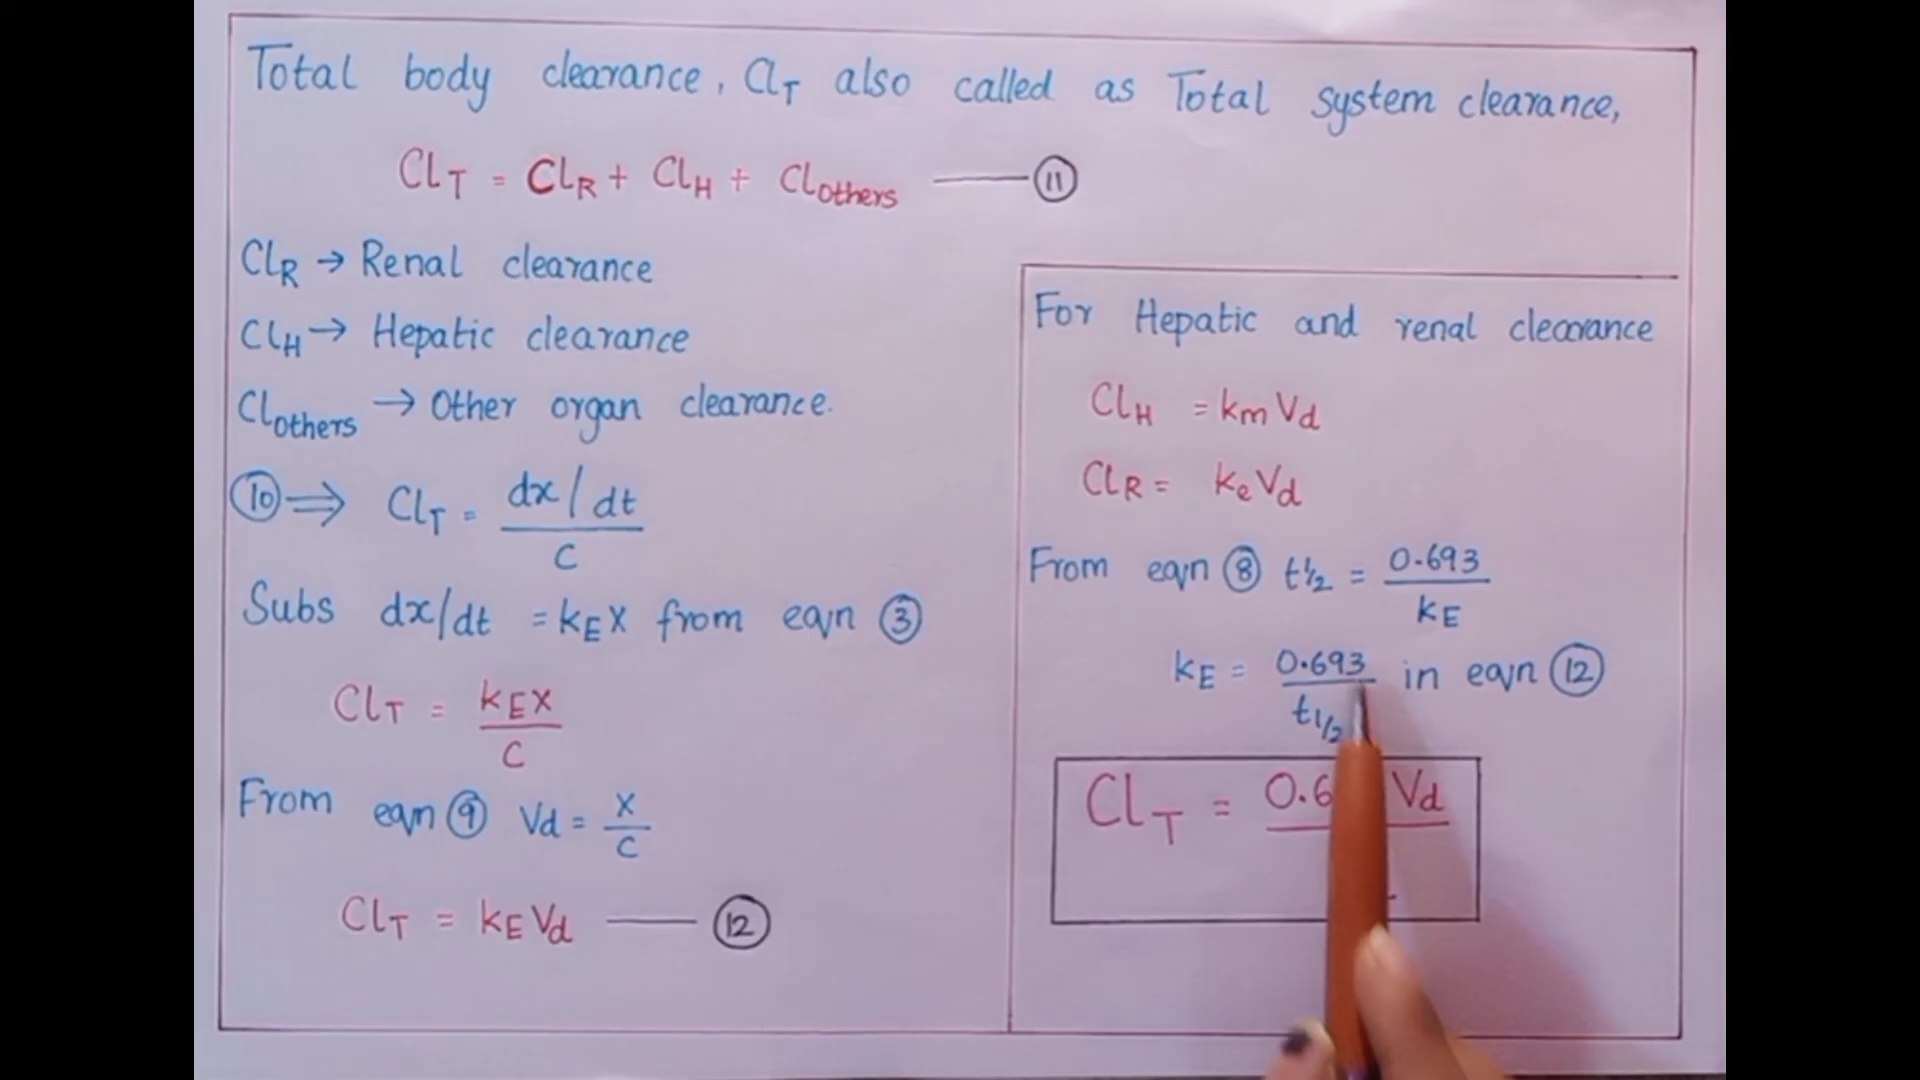 Total body clearance, ClT also called as Total system clearance,
ClT = ClR + ClH + Clothers —— 11
ClR → Renal clearance
ClH → Hepatic clearance
Clothers → Other organ clearance.
10 ⇒ ClT = dx/dt / C
Subs dx/dt = kEX from eqn 3
ClT = kEX / C
From eqn 9 Vd = X / C
ClT = kEVd —— 12
For Hepatic and renal clearance
ClH = kmVd
ClR = keVd
From eqn 8 t½ = 0.693 / kE
kE = 0.693 / t1/2 in eqn 12
ClT = 0.6 Vd